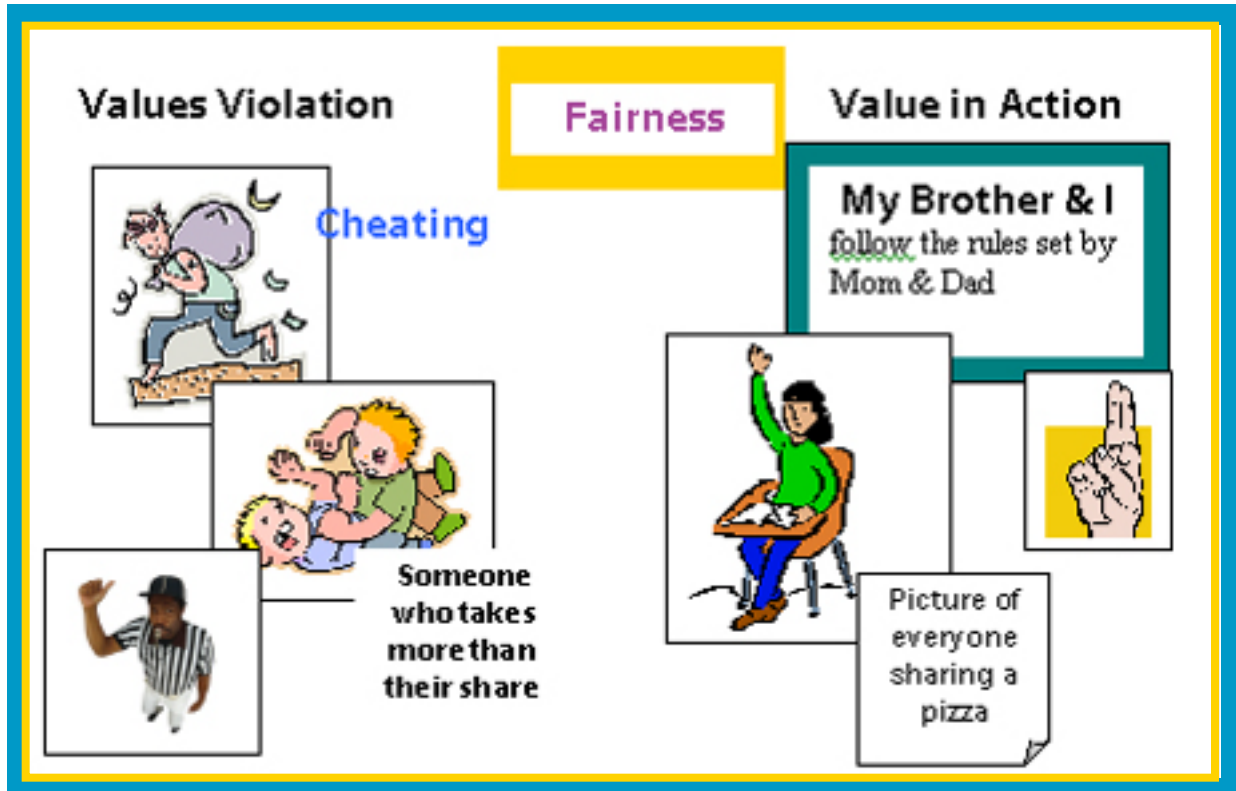 Values Violation
Fairness
Value in Action
Cheating
My Brother & I
follow the rules set by
Mom & Dad
Someone
who takes
more than
their share
Picture of
everyone
sharing a
pizza